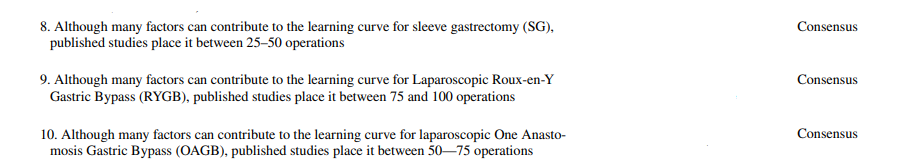 8. Although many factors can contribute to the learning curve for sleeve gastrectomy (SG), Consensus
published studies place it between 25–50 operations
9. Although many factors can contribute to the learning curve for Laparoscopic Roux-en-Y Consensus
Gastric Bypass (RYGB), published studies place it between 75 and 100 operations
10. Although many factors can contribute to the learning curve for laparoscopic One Anasto- Consensus
mosis Gastric Bypass (OAGB), published studies place it between 50—75 operations